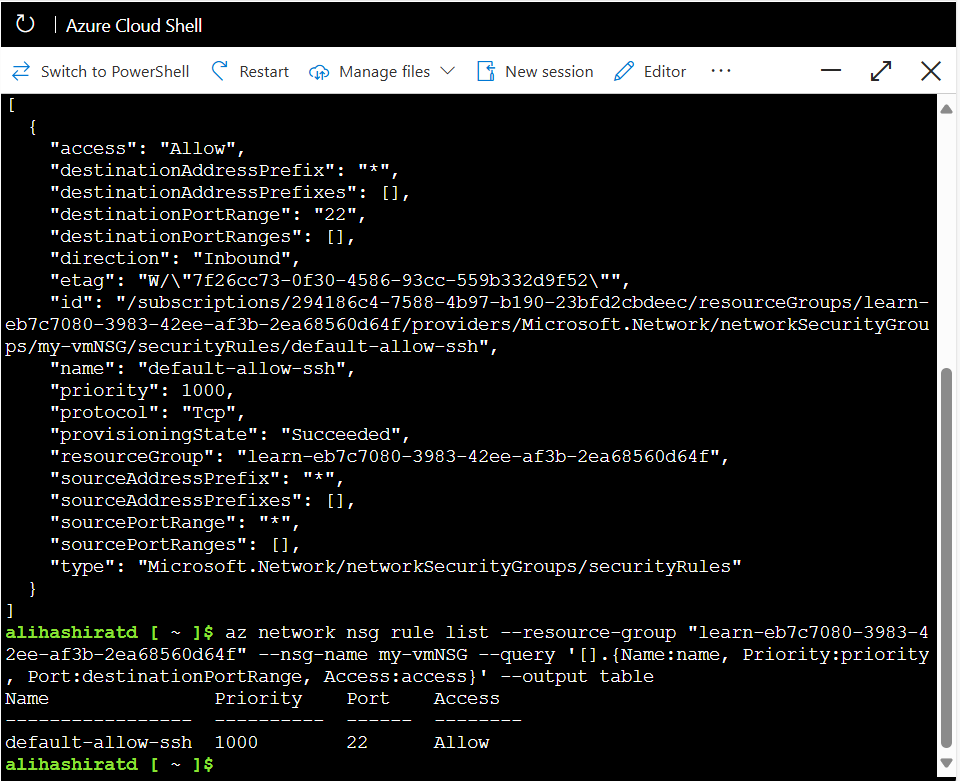 | Azure Cloud Shell
Switch to PowerShell Restart Manage files New session Editor ...
[
  {
    "access": "Allow",
    "destinationAddressPrefix": "*",
    "destinationAddressPrefixes": [],
    "destinationPortRange": "22",
    "destinationPortRanges": [],
    "direction": "Inbound",
    "etag": "W/\"7f26cc73-0f30-4586-93cc-559b332d9f52\"",
    "id": "/subscriptions/294186c4-7588-4b97-b190-23bfd2cbdeec/resourceGroups/learn-
eb7c7080-3983-42ee-af3b-2ea68560d64f/providers/Microsoft.Network/networkSecurityGrou
ps/my-vmNSG/securityRules/default-allow-ssh",
    "name": "default-allow-ssh",
    "priority": 1000,
    "protocol": "Tcp",
    "provisioningState": "Succeeded",
    "resourceGroup": "learn-eb7c7080-3983-42ee-af3b-2ea68560d64f",
    "sourceAddressPrefix": "*",
    "sourceAddressPrefixes": [],
    "sourcePortRange": "*",
    "sourcePortRanges": [],
    "type": "Microsoft.Network/networkSecurityGroups/securityRules"
  }
]
alihashiratd [ ~ ]$ az network nsg rule list --resource-group "learn-eb7c7080-3983-4
2ee-af3b-2ea68560d64f" --nsg-name my-vmNSG --query '[].{Name:name, Priority:priority
, Port:destinationPortRange, Access:access}' --output table
Name               Priority    Port    Access
-----------------  ----------  ------  --------
default-allow-ssh  1000        22      Allow
alihashiratd [ ~ ]$